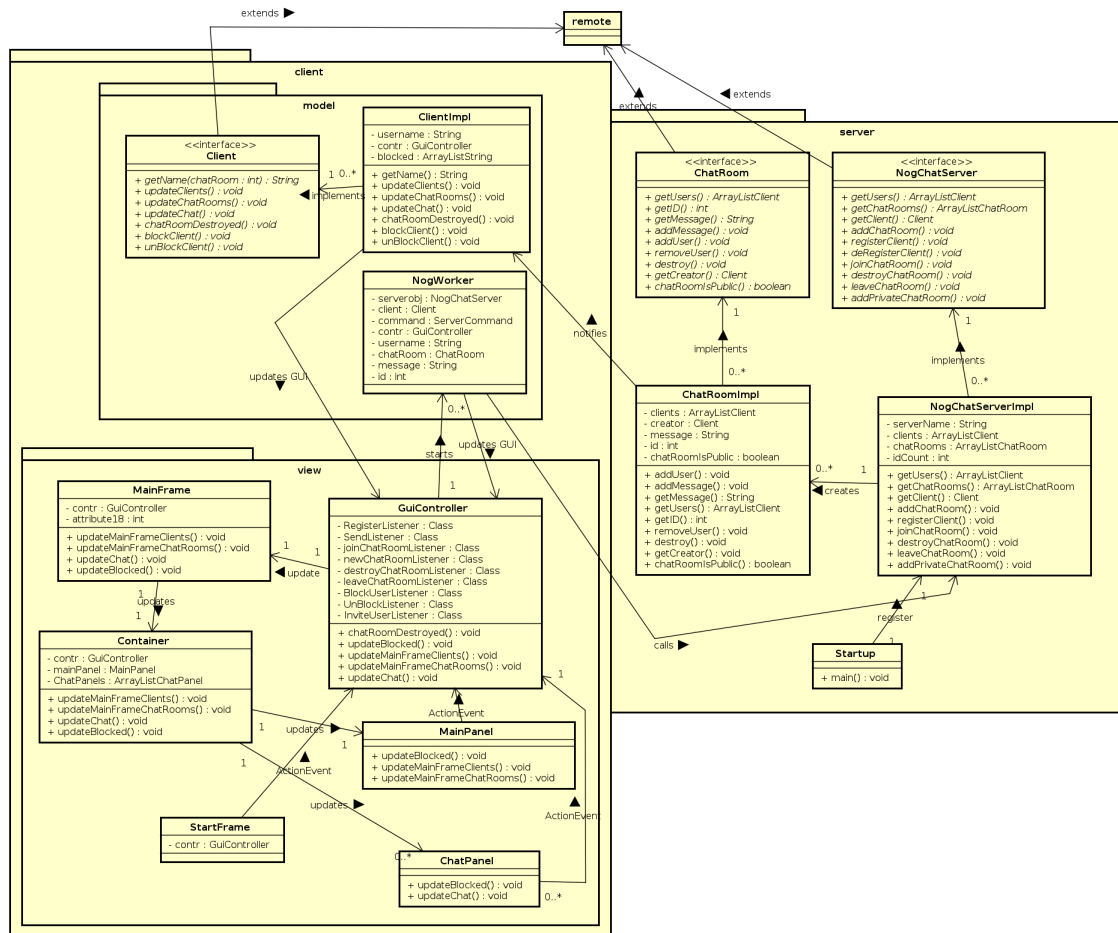 extends
remote
client
model
<<interface>>
Client
+ getName(chatRoom : int) : String
+ updateClients() : void
+ updateChatRooms() : void
+ updateChat() : void
+ chatRoomDestroyed() : void
+ blockClient() : void
+ unBlockClient() : void
1 0..*
implements
ClientImpl
- username : String
- contr : GuiController
- blocked : ArrayListString
+ getName() : String
+ updateClients() : void
+ updateChatRooms() : void
+ updateChat() : void
+ chatRoomDestroyed() : void
+ blockClient() : void
+ unBlockClient() : void
NogWorker
- serverobj : NogChatServer
- client : Client
- command : ServerCommand
- contr : GuiController
- username : String
- chatRoom : ChatRoom
- message : String
- id : int
updates GUI
0..*
starts
updates GUI
1
notifies
extends
extends
server
<<interface>>
ChatRoom
+ getUsers() : ArrayListClient
+ getID() : int
+ getMessage() : String
+ addMessage() : void
+ addUser() : void
+ removeUser() : void
+ destroy() : void
+ getCreator() : Client
+ chatRoomIsPublic() : boolean
<<interface>>
NogChatServer
+ getUsers() : ArrayListClient
+ getChatRooms() : ArrayListChatRoom
+ getClient() : Client
+ addChatRoom() : void
+ registerClient() : void
+ deRegisterClient() : void
+ joinChatRoom() : void
+ destroyChatRoom() : void
+ leaveChatRoom() : void
+ addPrivateChatRoom() : void
1
implements
0..*
1
implements
0..*
ChatRoomImpl
- clients : ArrayListClient
- creator : Client
- message : String
- id : int
- chatRoomIsPublic : boolean
+ addUser() : void
+ addMessage() : void
+ getMessage() : String
+ getUsers() : ArrayListClient
+ getID() : int
+ removeUser() : void
+ destroy() : void
+ getCreator() : Client
+ chatRoomIsPublic() : boolean
0..* 1
creates
NogChatServerImpl
- serverName : String
- clients : ArrayListClient
- chatRooms : ArrayListChatRoom
- idCount : int
+ getUsers() : ArrayListClient
+ getChatRooms() : ArrayListChatRoom
+ getClient() : Client
+ addChatRoom() : void
+ registerClient() : void
+ joinChatRoom() : void
+ destroyChatRoom() : void
+ leaveChatRoom() : void
+ addPrivateChatRoom() : void
1
register
1
calls
Startup
+ main() : void
view
MainFrame
- contr : GuiController
- attribute18 : int
+ updateMainFrameClients() : void
+ updateMainFrameChatRooms() : void
+ updateChat() : void
+ updateBlocked() : void
1 1
update
1
updates
1
GuiController
- RegisterListener : Class
- SendListener : Class
- joinChatRoomListener : Class
- newChatRoomListener : Class
- destroyChatRoomListener : Class
- leaveChatRoomListener : Class
- BlockUserListener : Class
- UnBlockListener : Class
- InviteUserListener : Class
+ chatRoomDestroyed() : void
+ updateBlocked() : void
+ updateMainFrameClients() : void
+ updateMainFrameChatRooms() : void
+ updateChat() : void
Container
- contr : GuiController
- mainPanel : MainPanel
- ChatPanels : ArrayListChatPanel
+ updateMainFrameClients() : void
+ updateMainFrameChatRooms() : void
+ updateChat() : void
+ updateBlocked() : void
1
updates
1
ActionEvent
1
MainPanel
+ updateBlocked() : void
+ updateMainFrameClients() : void
+ updateMainFrameChatRooms() : void
1
ActionEvent
updates
ActionEvent
StartFrame
- contr : GuiController
0..*
ChatPanel
+ updateBlocked() : void
+ updateChat() : void
0..*